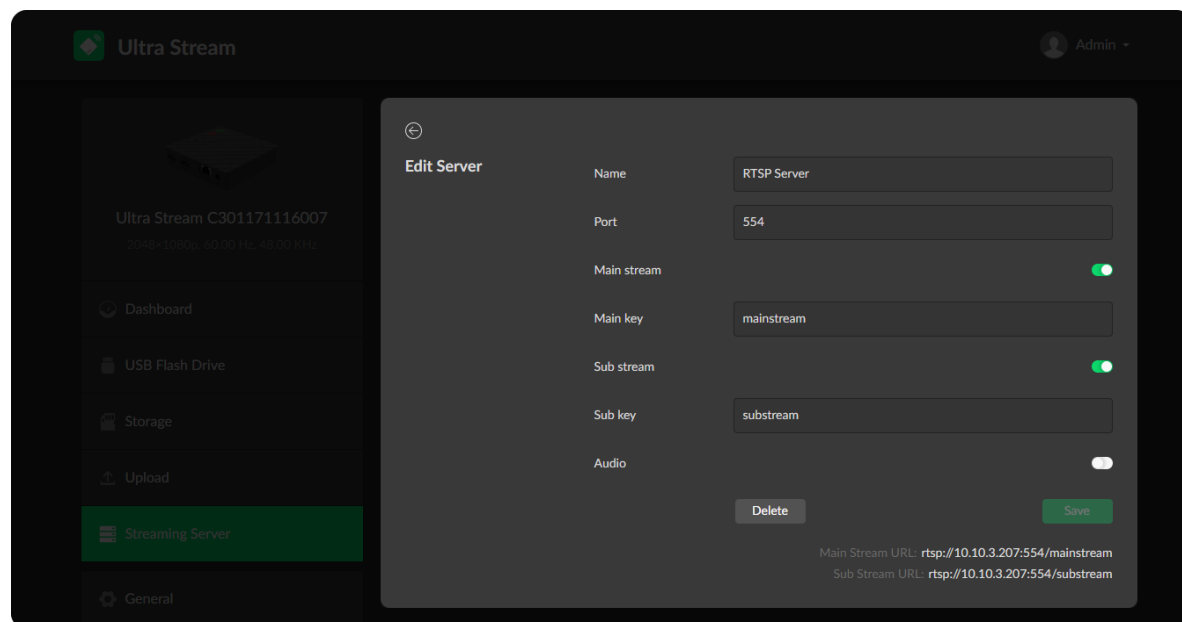 Ultra Stream
Admin
Ultra Stream C301171116007
2048×1080p, 60.00 Hz, 48.00 KHz
Dashboard
USB Flash Drive
Storage
Upload
Streaming Server
General
Edit Server
Name RTSP Server
Port 554
Main stream
Main key mainstream
Sub stream
Sub key substream
Audio
Delete Save
Main Stream URL: rtsp://10.10.3.207:554/mainstream
Sub Stream URL: rtsp://10.10.3.207:554/substream